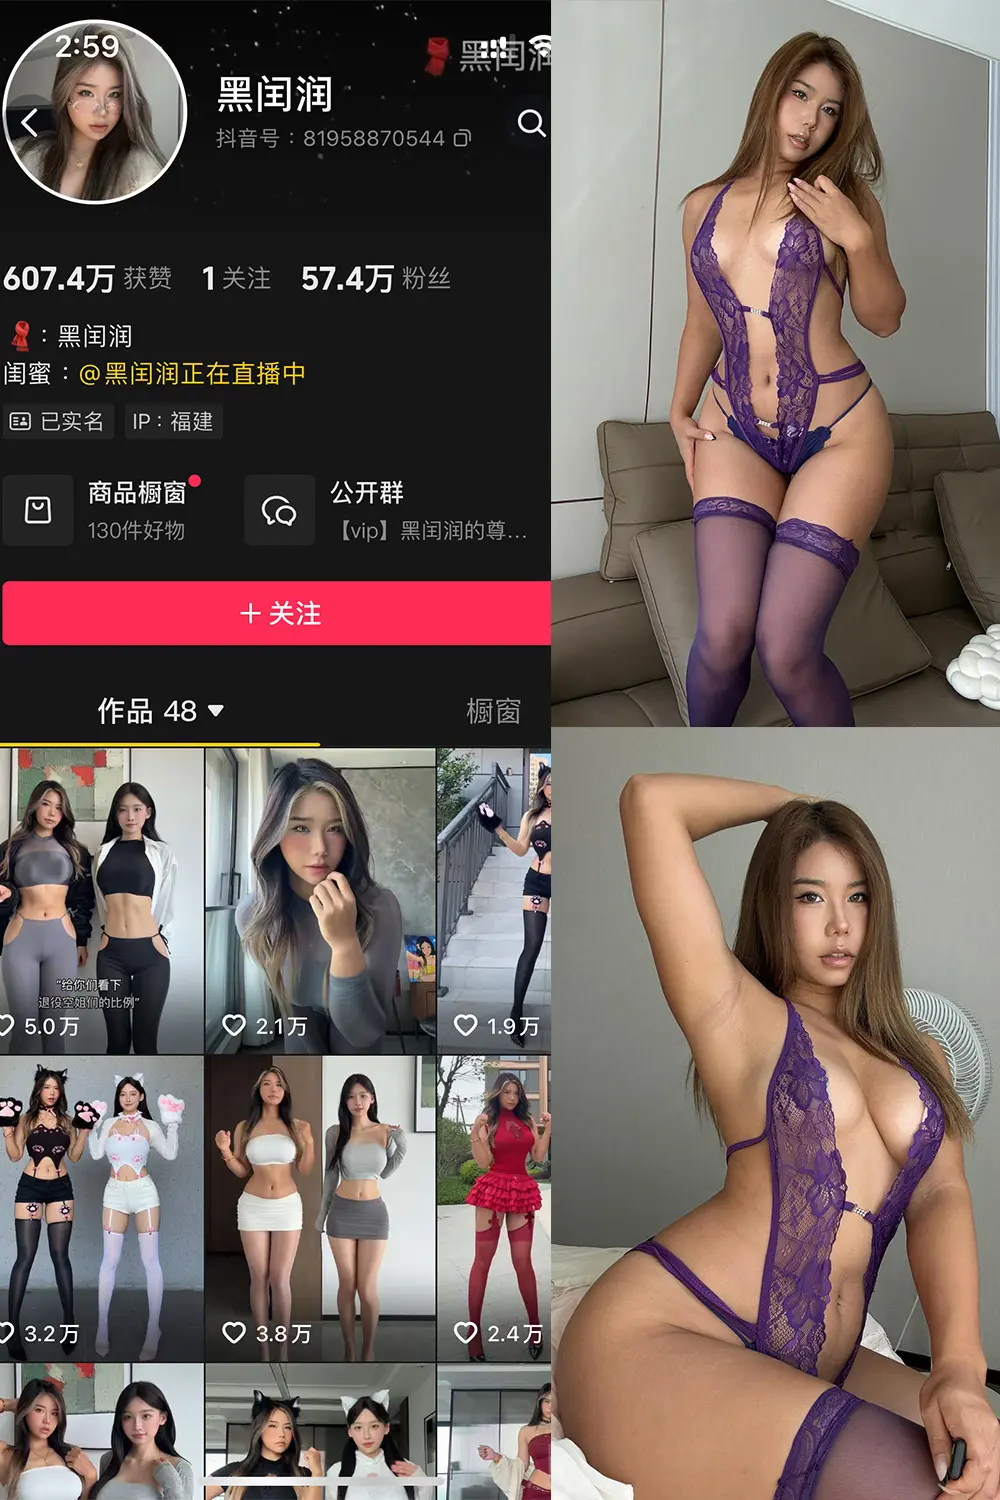 2:59
黑闰润
黑闰润
抖音号：81958870544
607.4万 获赞 1 关注 57.4万 粉丝
：黑闰润
闺蜜：@黑闰润正在直播中
已实名 IP：福建
商品橱窗 公开群
130件好物 【vip】黑闰润的尊...
+ 关注
作品 48 橱窗
“给你们看下
退役空姐们的比例”
5.0万 2.1万 1.9万
3.2万 3.8万 2.4万